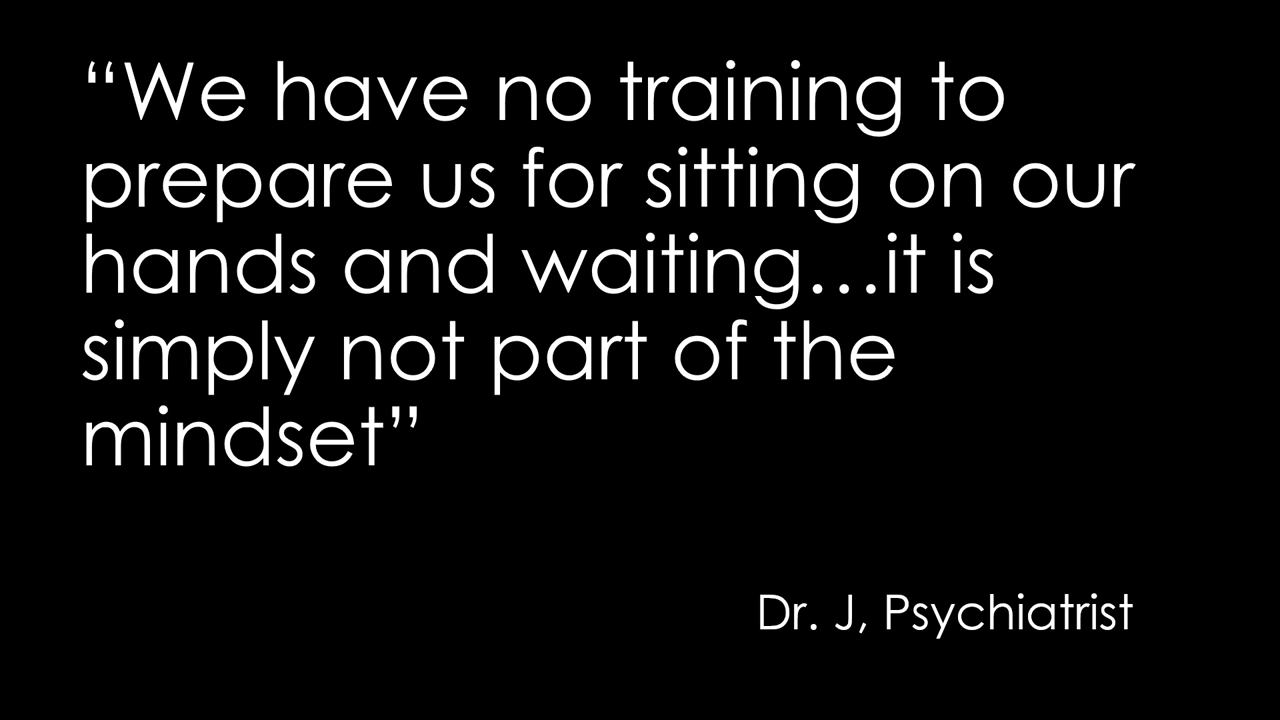 “We have no training to
prepare us for sitting on our
hands and waiting…it is
simply not part of the
mindset”
Dr. J, Psychiatrist